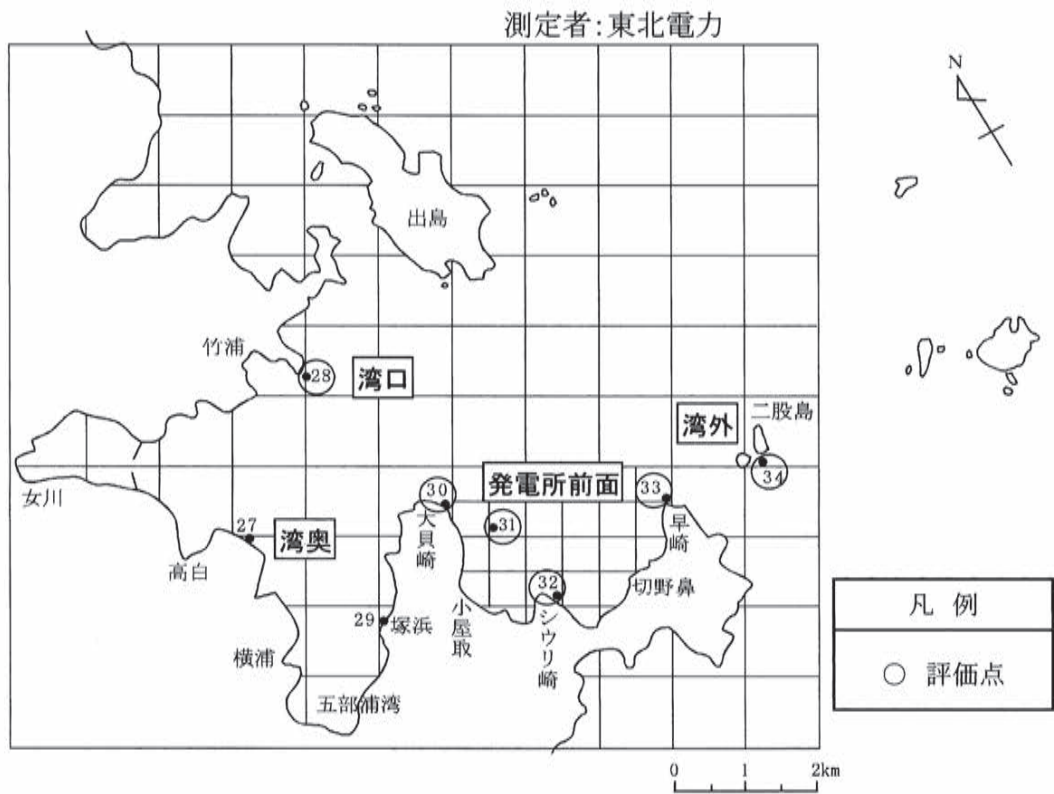 測定者:東北電力
N
出島
竹浦
28
湾口
湾外
二股島
34
女川
30
発電所前面
33
大貝崎
31
早崎
27
湾奥
高白
32
切野鼻
29
塚浜
小屋取
シウリ崎
横浦
五部浦湾
凡 例
○ 評価点
0 1 2km